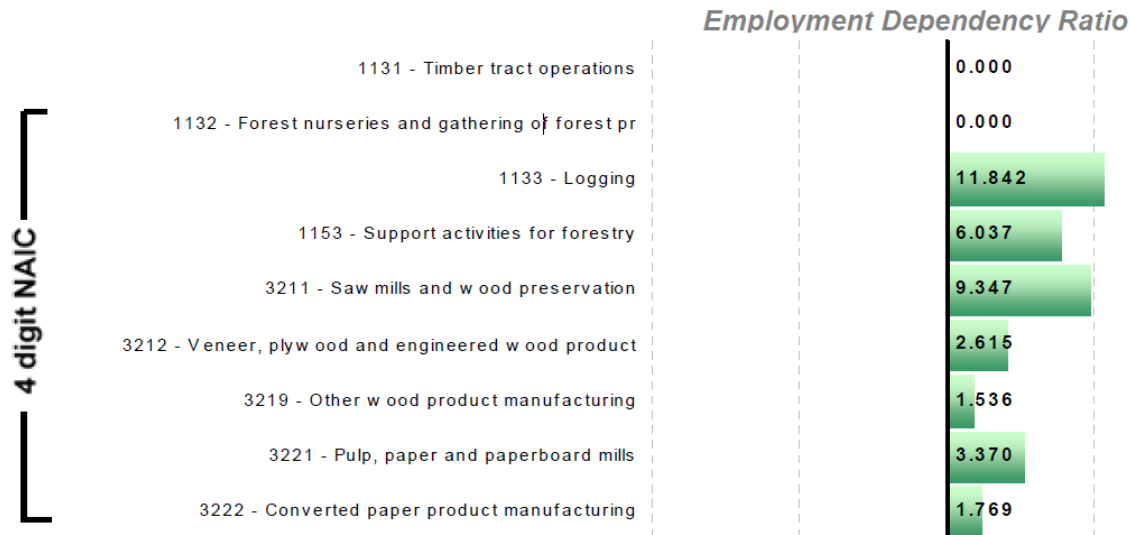 Employment Dependency Ratio
1131 - Timber tract operations 0.000
1132 - Forest nurseries and gathering of forest pr 0.000
1133 - Logging 11.842
1153 - Support activities for forestry 6.037
3211 - Saw mills and w ood preservation 9.347
3212 - V eneer, plyw ood and engineered w ood product 2.615
3219 - Other w ood product manufacturing 1.536
3221 - Pulp, paper and paperboard mills 3.370
3222 - Converted paper product manufacturing 1.769
4 digit NAIC